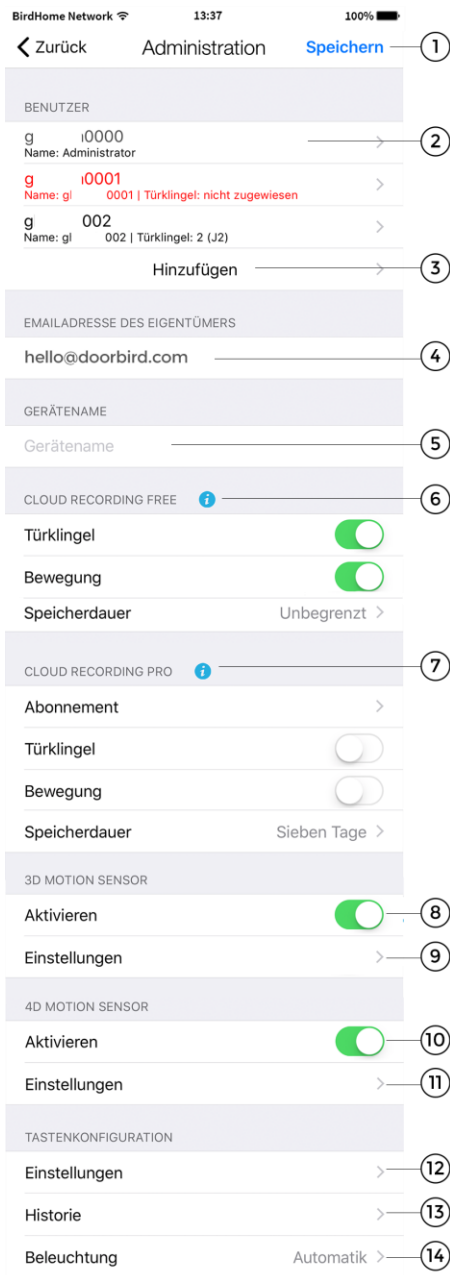 BirdHome Network 13:37 100%
Zurück Administration Speichern 1
BENUTZER
g 0000 2
Name: Administrator
g 0001
Name: gl 0001 | Türklingel: nicht zugewiesen
g 002
Name: gl 002 | Türklingel: 2 (J2)
Hinzufügen 3
EMAILADRESSE DES EIGENTÜMERS
hello@doorbird.com 4
GERÄTENAME
Gerätename 5
CLOUD RECORDING FREE i 6
Türklingel
Bewegung
Speicherdauer Unbegrenzt
CLOUD RECORDING PRO i 7
Abonnement
Türklingel
Bewegung
Speicherdauer Sieben Tage
3D MOTION SENSOR
Aktivieren 8
Einstellungen 9
4D MOTION SENSOR
Aktivieren 10
Einstellungen 11
TASTENKONFIGURATION
Einstellungen 12
Historie 13
Beleuchtung Automatik 14